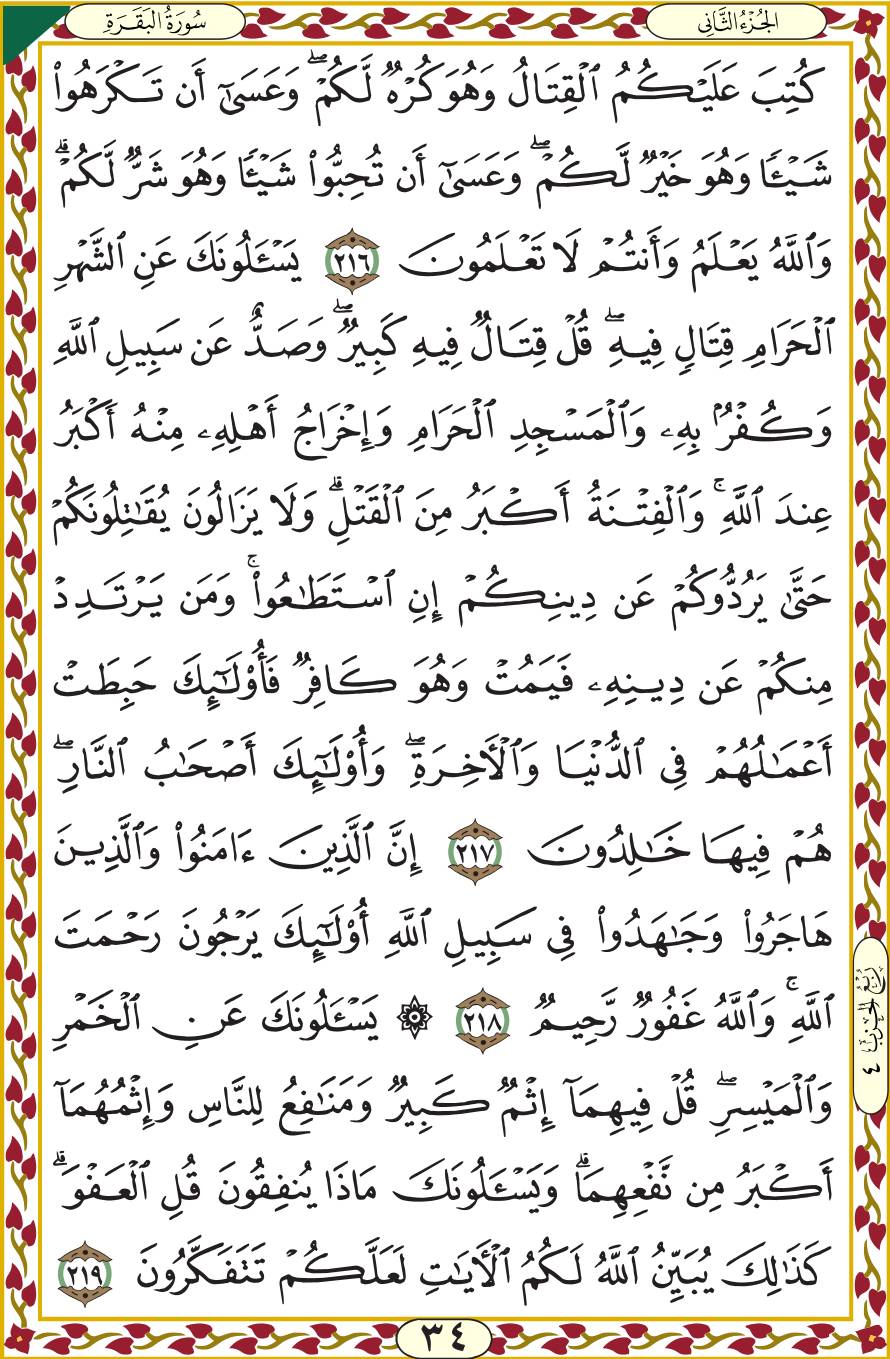 الجُزْءُ الثَّانِي
سُورَةُ البَقَرَةِ
كُتِبَ عَلَيْكُمُ ٱلْقِتَالُ وَهُوَ كُرْهٌ لَّكُمْ ۖ وَعَسَىٰٓ أَن تَكْرَهُوا۟
شَيْـًٔا وَهُوَ خَيْرٌ لَّكُمْ ۖ وَعَسَىٰٓ أَن تُحِبُّوا۟ شَيْـًٔا وَهُوَ شَرٌّ لَّكُمْ ۗ
وَٱللَّهُ يَعْلَمُ وَأَنتُمْ لَا تَعْلَمُونَ ٢١٦ يَسْـَٔلُونَكَ عَنِ ٱلشَّهْرِ
ٱلْحَرَامِ قِتَالٍ فِيهِ ۖ قُلْ قِتَالٌ فِيهِ كَبِيرٌ ۖ وَصَدٌّ عَن سَبِيلِ ٱللَّهِ
وَكُفْرٌۢ بِهِۦ وَٱلْمَسْجِدِ ٱلْحَرَامِ وَإِخْرَاجُ أَهْلِهِۦ مِنْهُ أَكْبَرُ
عِندَ ٱللَّهِ ۚ وَٱلْفِتْنَةُ أَكْبَرُ مِنَ ٱلْقَتْلِ ۗ وَلَا يَزَالُونَ يُقَـٰتِلُونَكُمْ
حَتَّىٰ يَرُدُّوكُمْ عَن دِينِكُمْ إِنِ ٱسْتَطَـٰعُوا۟ ۚ وَمَن يَرْتَدِدْ
مِنكُمْ عَن دِينِهِۦ فَيَمُتْ وَهُوَ كَافِرٌ فَأُو۟لَـٰٓئِكَ حَبِطَتْ
أَعْمَـٰلُهُمْ فِى ٱلدُّنْيَا وَٱلْـَٔاخِرَةِ ۖ وَأُو۟لَـٰٓئِكَ أَصْحَـٰبُ ٱلنَّارِ ۖ
هُمْ فِيهَا خَـٰلِدُونَ ٢١٧ إِنَّ ٱلَّذِينَ ءَامَنُوا۟ وَٱلَّذِينَ
هَاجَرُوا۟ وَجَـٰهَدُوا۟ فِى سَبِيلِ ٱللَّهِ أُو۟لَـٰٓئِكَ يَرْجُونَ رَحْمَتَ
ٱللَّهِ ۚ وَٱللَّهُ غَفُورٌ رَّحِيمٌ ٢١٨ ۞ يَسْـَٔلُونَكَ عَنِ ٱلْخَمْرِ
وَٱلْمَيْسِرِ ۖ قُلْ فِيهِمَآ إِثْمٌ كَبِيرٌ وَمَنَـٰفِعُ لِلنَّاسِ وَإِثْمُهُمَآ
أَكْبَرُ مِن نَّفْعِهِمَا ۗ وَيَسْـَٔلُونَكَ مَاذَا يُنفِقُونَ قُلِ ٱلْعَفْوَ ۗ
كَذَٰلِكَ يُبَيِّنُ ٱللَّهُ لَكُمُ ٱلْـَٔايَـٰتِ لَعَلَّكُمْ تَتَفَكَّرُونَ ٢١٩
رُبْعُ الحِزْبِ ٤
٣٤